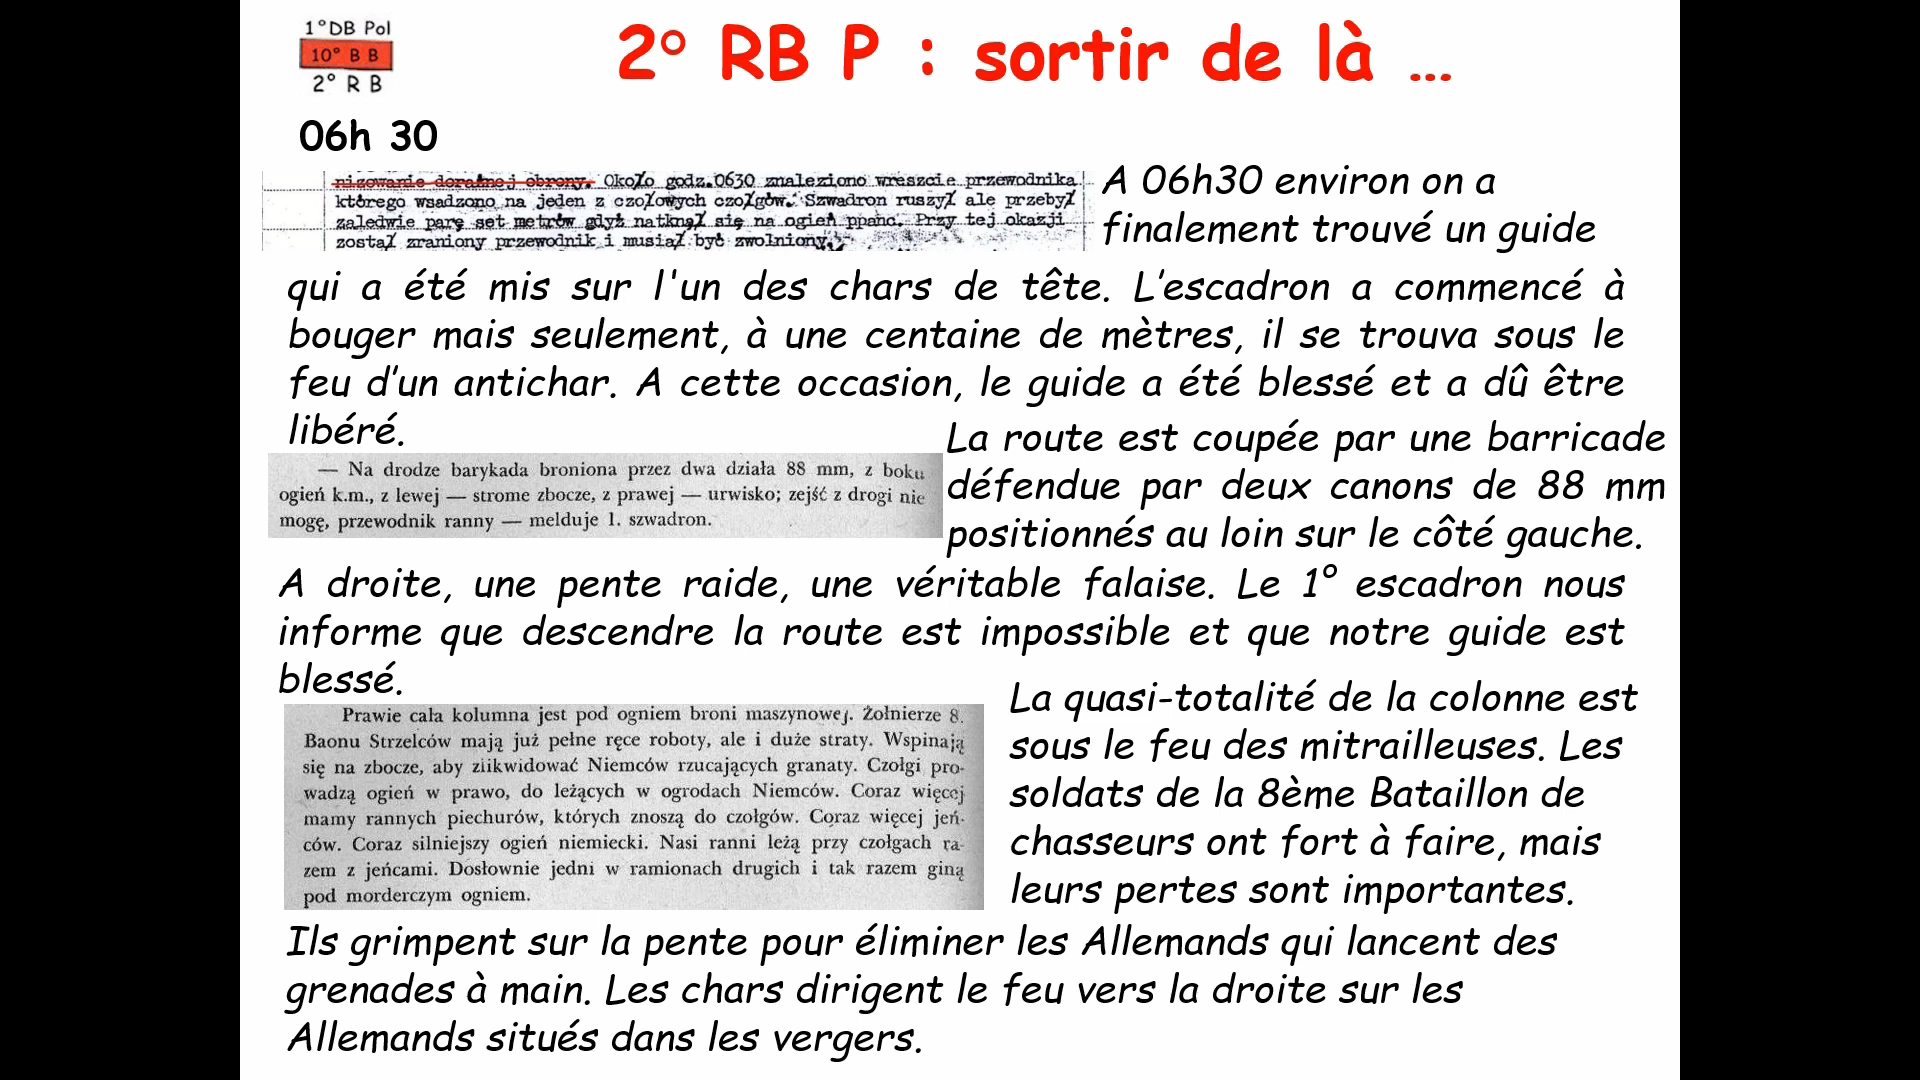 1°DB Pol
10° B B
2° R B
2° RB P : sortir de là ...
06h 30
nizowanie doraźnej obrony. Około godz.0630 znaleziono wreszcie przewodnika
którego wsadzono na jeden z czołowych czołgów. Szwadron ruszył ale przebył
zaledwie parę set metrów gdyż natknął się na ogień ppanc. Przy tej okazji
został zraniony przewodnik i musiał być zwolniony.
A 06h30 environ on a
finalement trouvé un guide
qui a été mis sur l'un des chars de tête. L'escadron a commencé à
bouger mais seulement, à une centaine de mètres, il se trouva sous le
feu d'un antichar. A cette occasion, le guide a été blessé et a dû être
libéré.
— Na drodze barykada broniona przez dwa działa 88 mm, z boku
ogień k.m., z lewej — strome zbocze, z prawej — urwisko; zejść z drogi nie
mogę, przewodnik ranny — melduje 1. szwadron.
La route est coupée par une barricade
défendue par deux canons de 88 mm
positionnés au loin sur le côté gauche.
A droite, une pente raide, une véritable falaise. Le 1° escadron nous
informe que descendre la route est impossible et que notre guide est
blessé.
Prawie cała kolumna jest pod ogniem broni maszynowej. Żołnierze 8.
Baonu Strzelców mają już pełne ręce roboty, ale i duże straty. Wspinają
się na zbocze, aby zlikwidować Niemców rzucających granaty. Czołgi pro-
wadzą ogień w prawo, do leżących w ogrodach Niemców. Coraz więcej
mamy rannych piechurów, których znoszą do czołgów. Coraz więcej jeń-
ców. Coraz silniejszy ogień niemiecki. Nasi ranni leżą przy czołgach ra-
zem z jeńcami. Dosłownie jedni w ramionach drugich i tak razem giną
pod morderczym ogniem.
La quasi-totalité de la colonne est
sous le feu des mitrailleuses. Les
soldats de la 8ème Bataillon de
chasseurs ont fort à faire, mais
leurs pertes sont importantes.
Ils grimpent sur la pente pour éliminer les Allemands qui lancent des
grenades à main. Les chars dirigent le feu vers la droite sur les
Allemands situés dans les vergers.